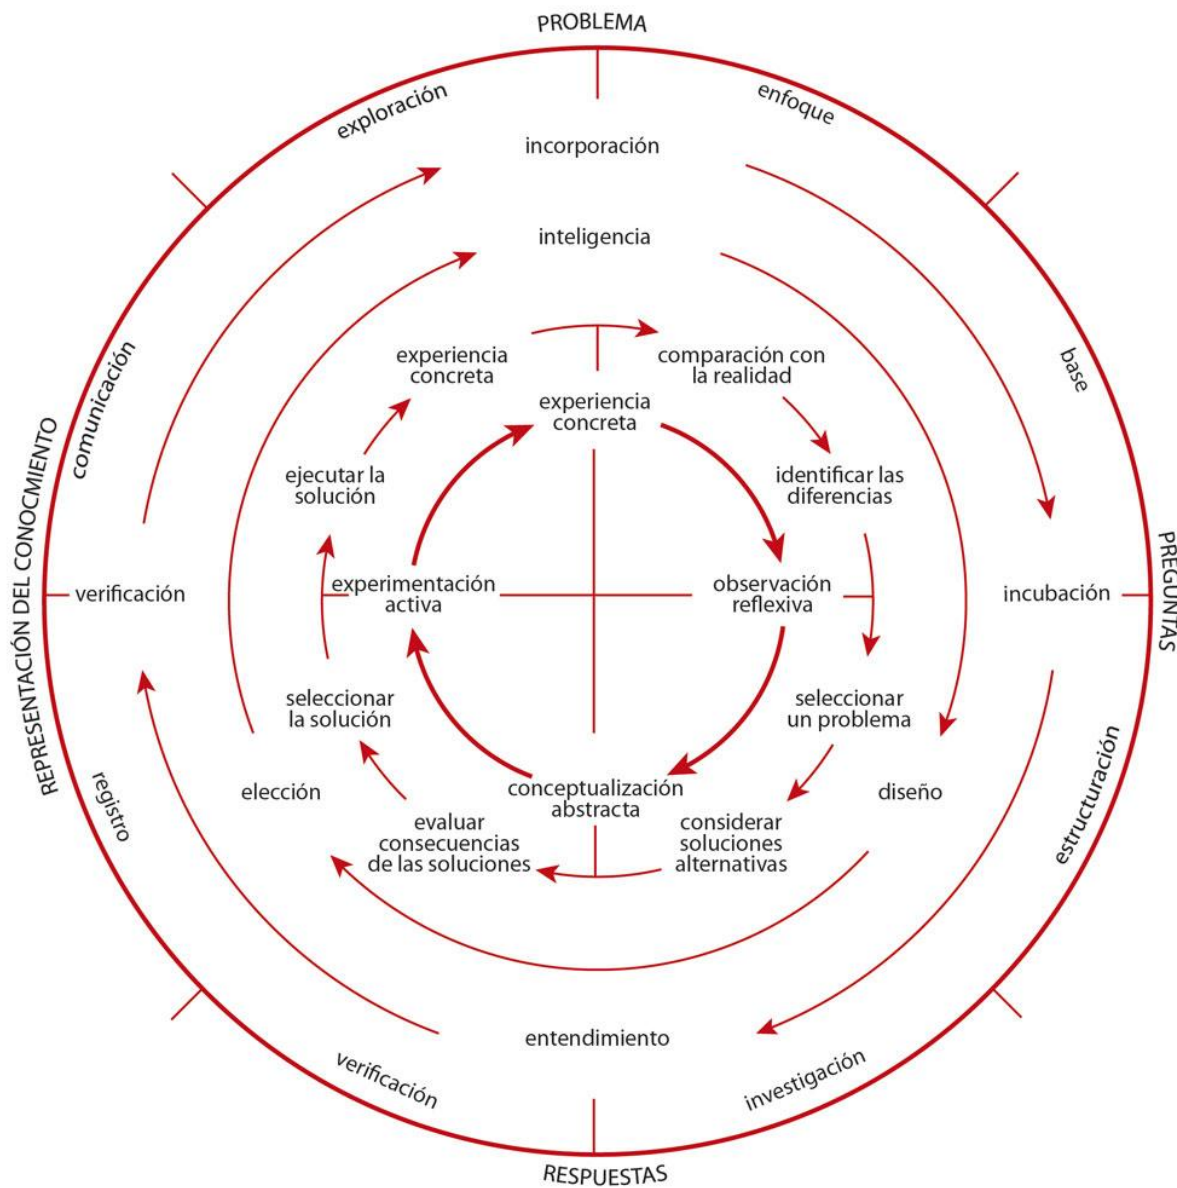 PROBLEMA
exploración
enfoque
incorporación
inteligencia
comunicación
base
experiencia
concreta
comparación con
la realidad
experiencia
concreta
ejecutar la
solución
identificar las
diferencias
REPRESENTACIÓN DEL CONOCMIENTO
PREGUNTAS
verificación
experimentación
activa
observación
reflexiva
incubación
seleccionar
la solución
seleccionar
un problema
registro
elección
conceptualización
abstracta
diseño
estructuración
evaluar
consecuencias
de las soluciones
considerar
soluciones
alternativas
entendimiento
verificación
investigación
RESPUESTAS